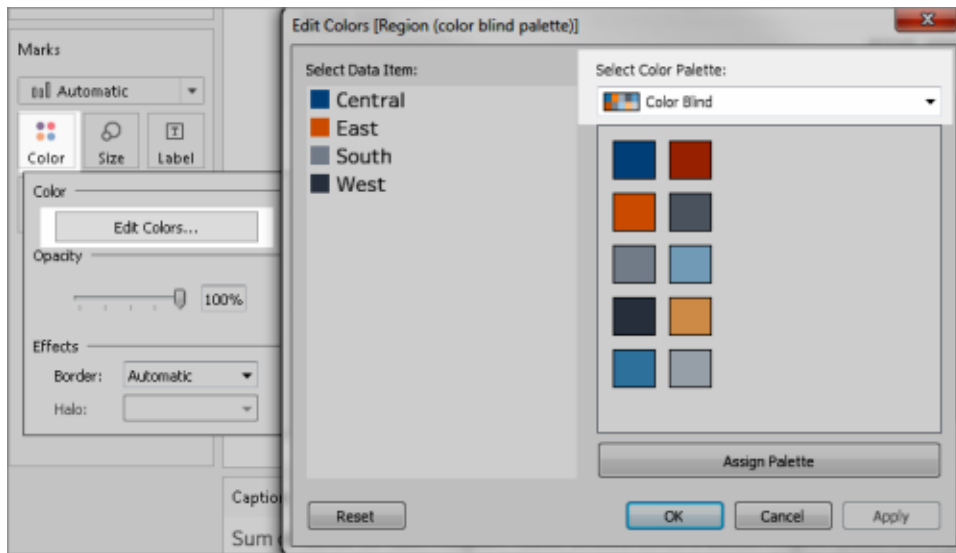 Marks
Automatic
Color
Size
Label
Color
Edit Colors...
Opacity
100%
Effects
Border: Automatic
Halo:
Edit Colors [Region (color blind palette)]
Select Data Item:
Central
East
South
West
Select Color Palette:
Color Blind
Assign Palette
Reset
OK
Cancel
Apply
Captio
Sum